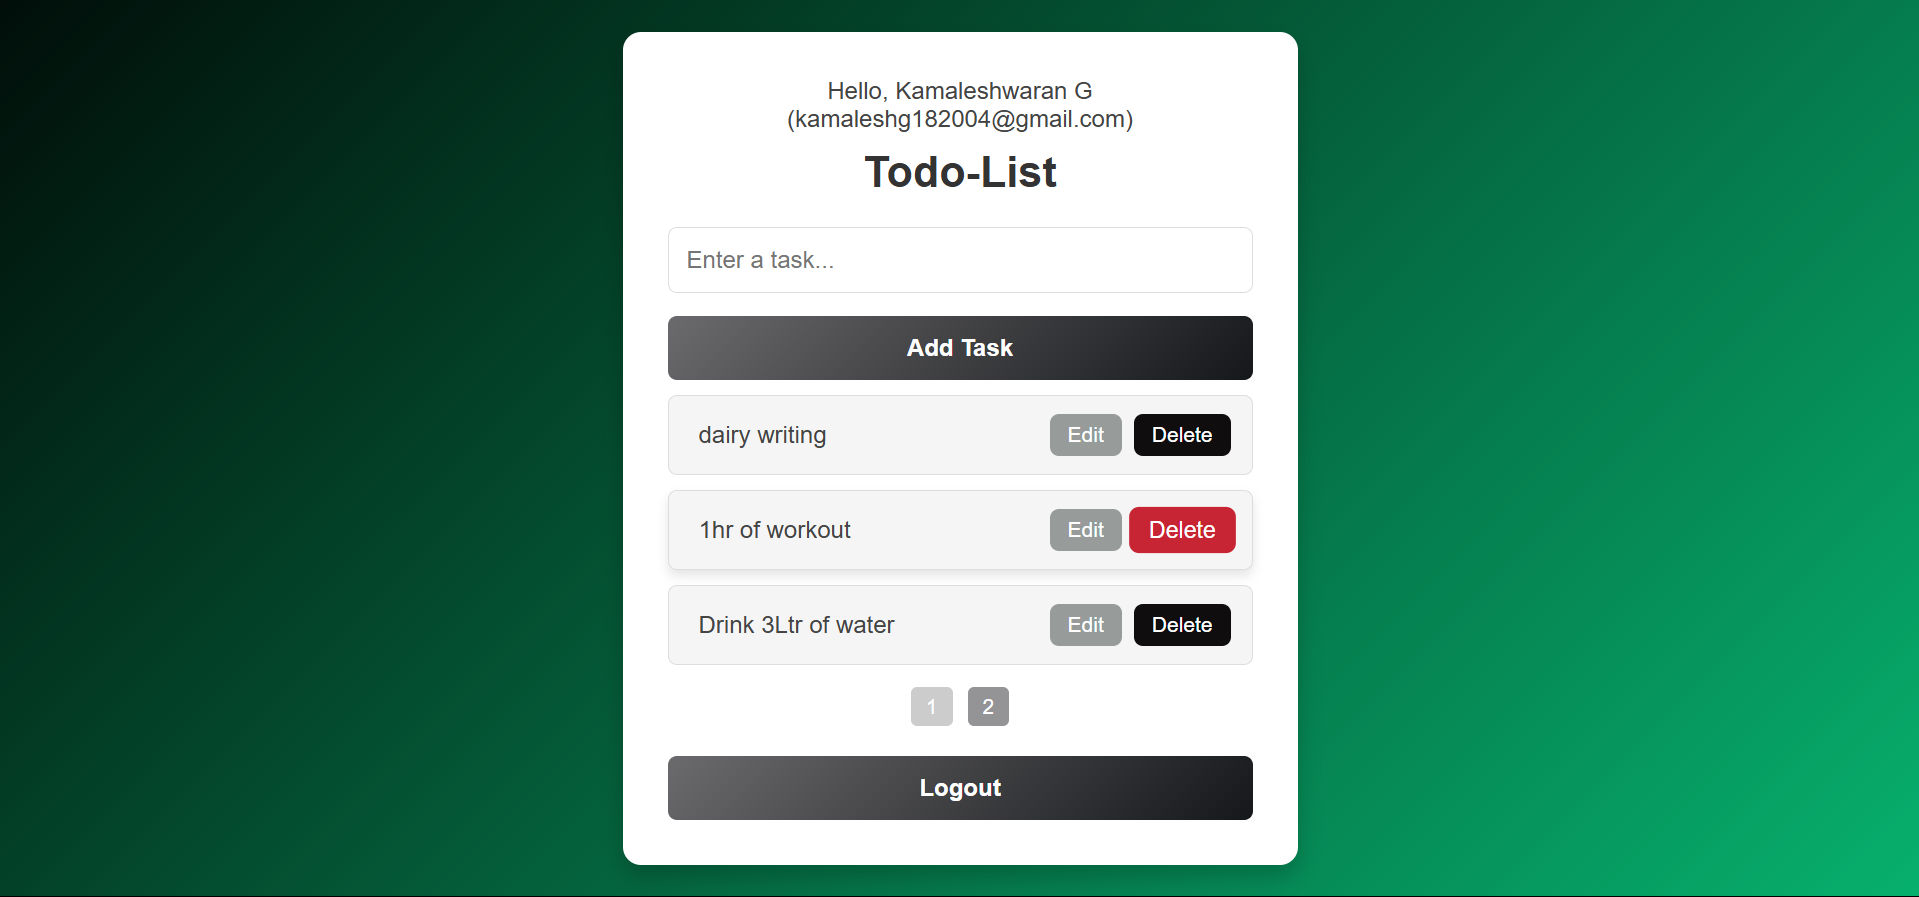 Hello, Kamaleshwaran G
(kamaleshg182004@gmail.com)
Todo-List
Enter a task...
Add Task
dairy writing Edit Delete
1hr of workout Edit Delete
Drink 3Ltr of water Edit Delete
1 2
Logout